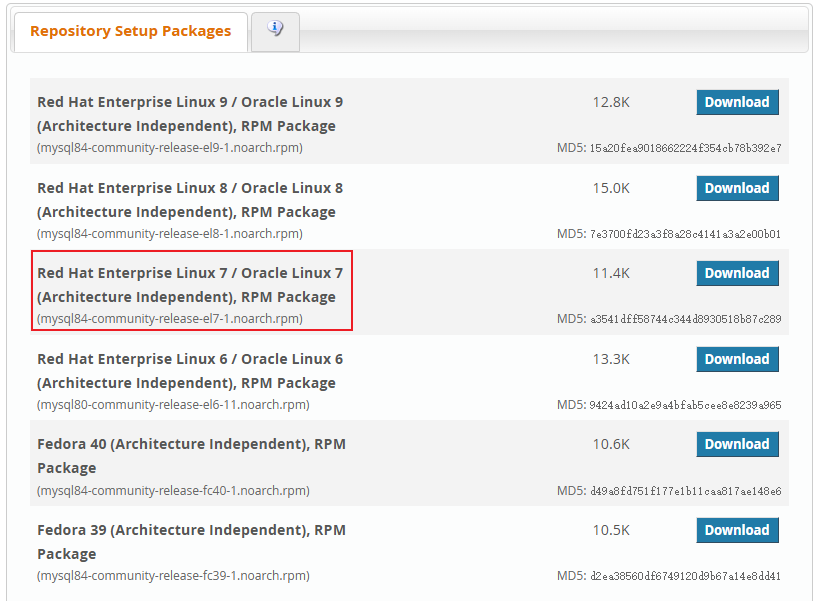 Repository Setup Packages
Red Hat Enterprise Linux 9 / Oracle Linux 9
12.8K
Download
(Architecture Independent), RPM Package
(mysql84-community-release-el9-1.noarch.rpm)
MD5: 15a20fea9018662224f354cb78b392e7
Red Hat Enterprise Linux 8 / Oracle Linux 8
15.0K
Download
(Architecture Independent), RPM Package
(mysql84-community-release-el8-1.noarch.rpm)
MD5: 7e3700fd23a3f8a28c4141a3a2e00b01
Red Hat Enterprise Linux 7 / Oracle Linux 7
11.4K
Download
(Architecture Independent), RPM Package
(mysql84-community-release-el7-1.noarch.rpm)
MD5: a3541dff58744c344d8930518b87c289
Red Hat Enterprise Linux 6 / Oracle Linux 6
13.3K
Download
(Architecture Independent), RPM Package
(mysql80-community-release-el6-11.noarch.rpm)
MD5: 9424ad10a2e9a4bfab5cee8e8239a965
Fedora 40 (Architecture Independent), RPM
10.6K
Download
Package
(mysql84-community-release-fc40-1.noarch.rpm)
MD5: d49a8fd751f177e1b11caa817ae148e6
Fedora 39 (Architecture Independent), RPM
10.5K
Download
Package
(mysql84-community-release-fc39-1.noarch.rpm)
MD5: d2ea38560df6749120d9b67a14e8dd41